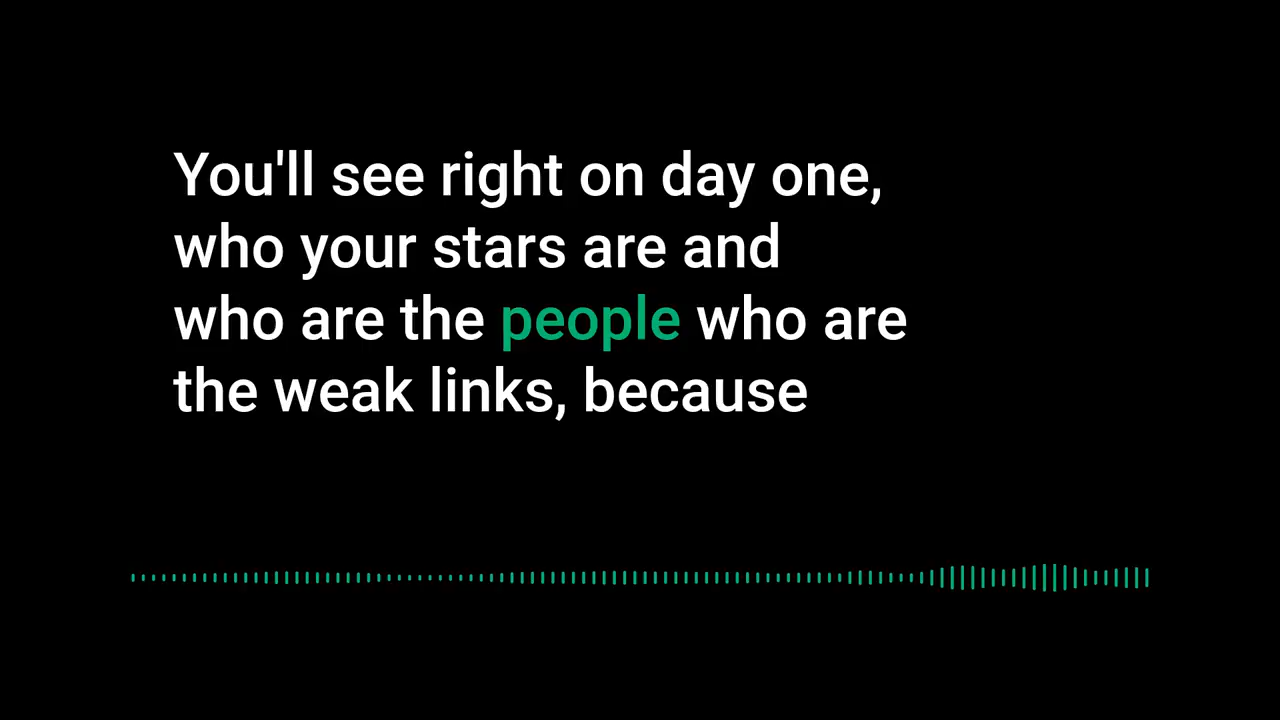 You'll see right on day one,
who your stars are and
who are the people who are
the weak links, because